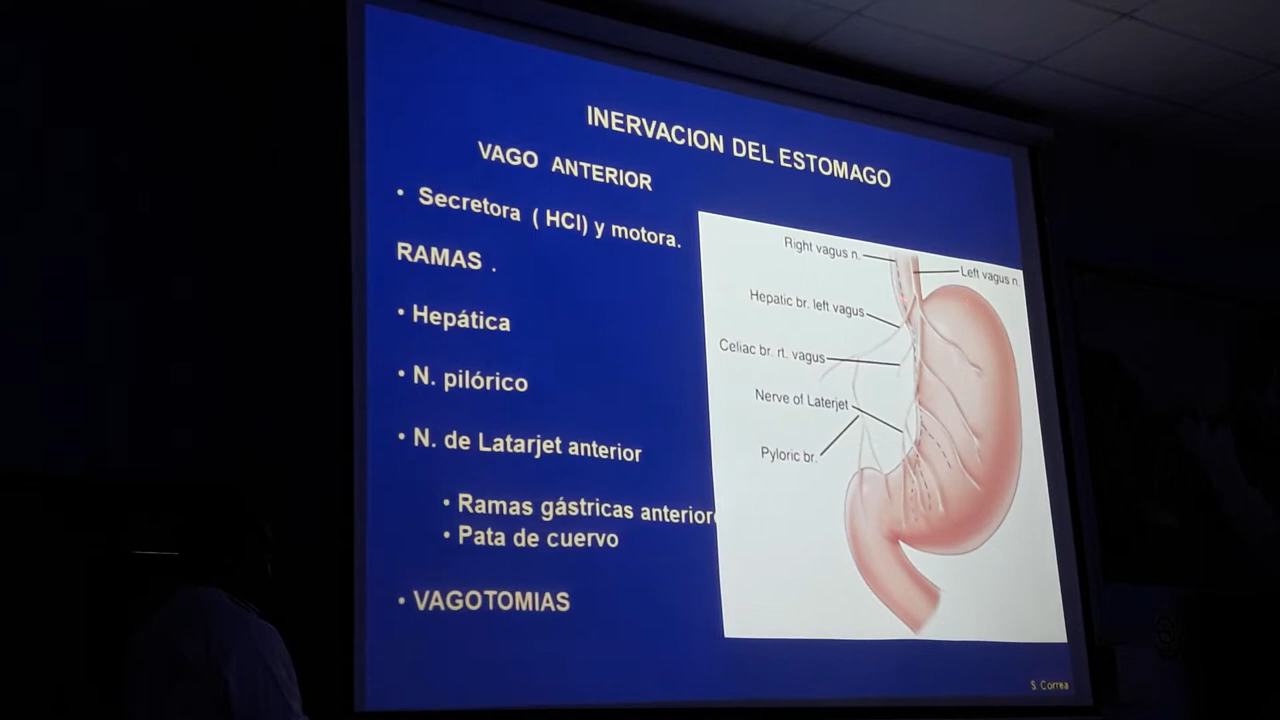 INERVACION DEL ESTOMAGO
VAGO ANTERIOR
• Secretora ( HCl) y motora.
RAMAS .
• Hepática
• N. pilórico
• N. de Latarjet anterior
• Ramas gástricas anterior
• Pata de cuervo
• VAGOTOMIAS
Right vagus n.
Left vagus n.
Hepatic br. left vagus
Celiac br. rt. vagus
Nerve of Laterjet
Pyloric br.
S. Correa